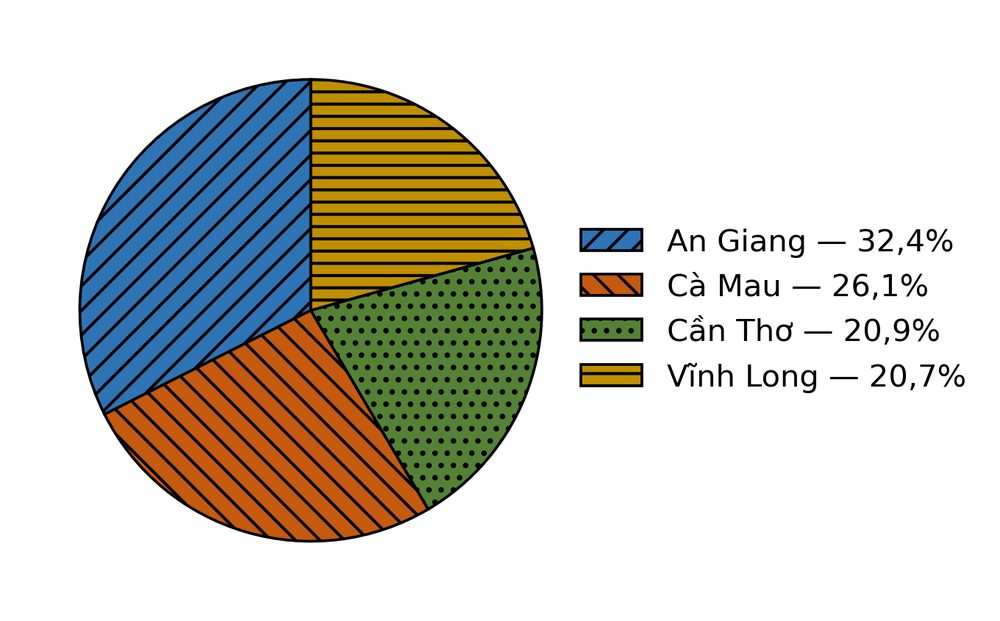 An Giang — 32,4%
Cà Mau — 26,1%
Cần Thơ — 20,9%
Vĩnh Long — 20,7%